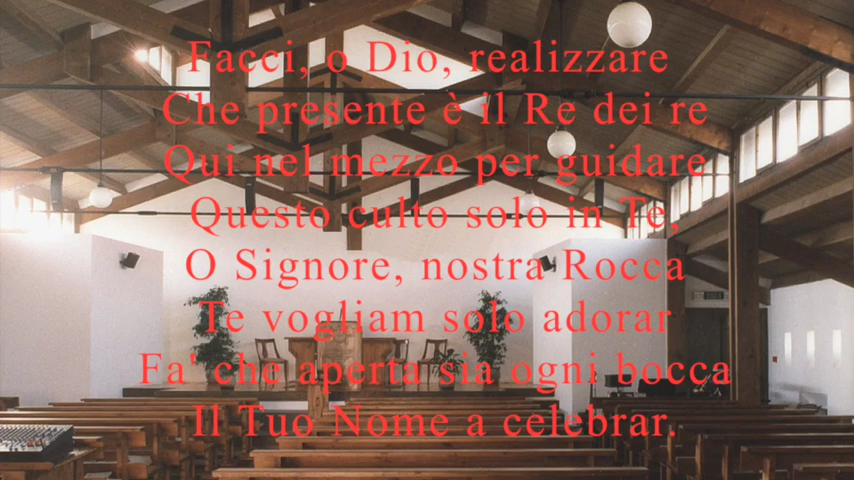 Facci, o Dio, realizzare
Che presente è il Re dei re
Qui nel mezzo per guidare
Questo culto solo in Te,
O Signore, nostra Rocca
Te vogliam solo adorar
Fa' che aperta sia ogni bocca
Il Tuo Nome a celebrar.